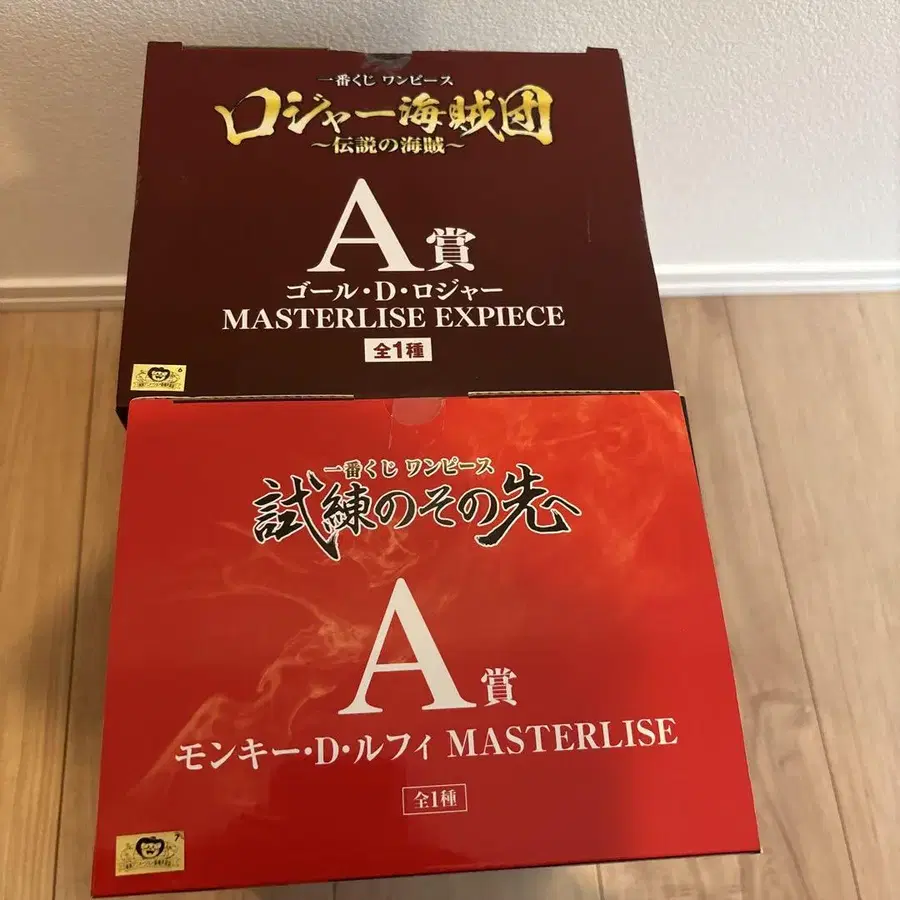 一番くじ ワンピース
ロジャー海賊団
〜伝説の海賊〜
A賞
ゴール・D・ロジャー
MASTERLISE EXPIECE
全1種
6
一番くじ ワンピース
試練のその先
A賞
モンキー・D・ルフィ MASTERLISE
全1種
7